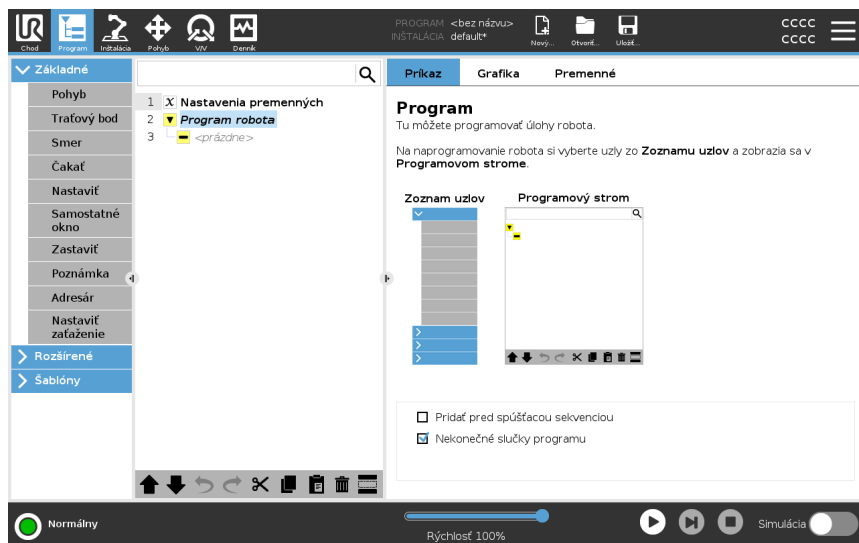 PROGRAM <bez názvu>
INŠTALÁCIA default*
CCCC
CCCC
Chod
Program
Inštalácia
Pohyb
V/V
Denník
Nový...
Otvoriť...
Uložiť...
Základné
Pohyb
Traťový bod
Smer
Čakať
Nastaviť
Samostatné
okno
Zastaviť
Poznámka
Adresár
Nastaviť
zaťaženie
Rozšírené
Šablóny
1 X Nastavenia premenných
2 Program robota
3 <prázdne>
Príkaz
Grafika
Premenné
Program
Tu môžete programovať úlohy robota.
Na naprogramovanie robota si vyberte uzly zo Zoznamu uzlov a zobrazia sa v
Programovom strome.
Zoznam uzlov
Programový strom
Pridať pred spúšťacou sekvenciou
Nekonečné slučky programu
Normálny
Rýchlosť 100%
Simulácia